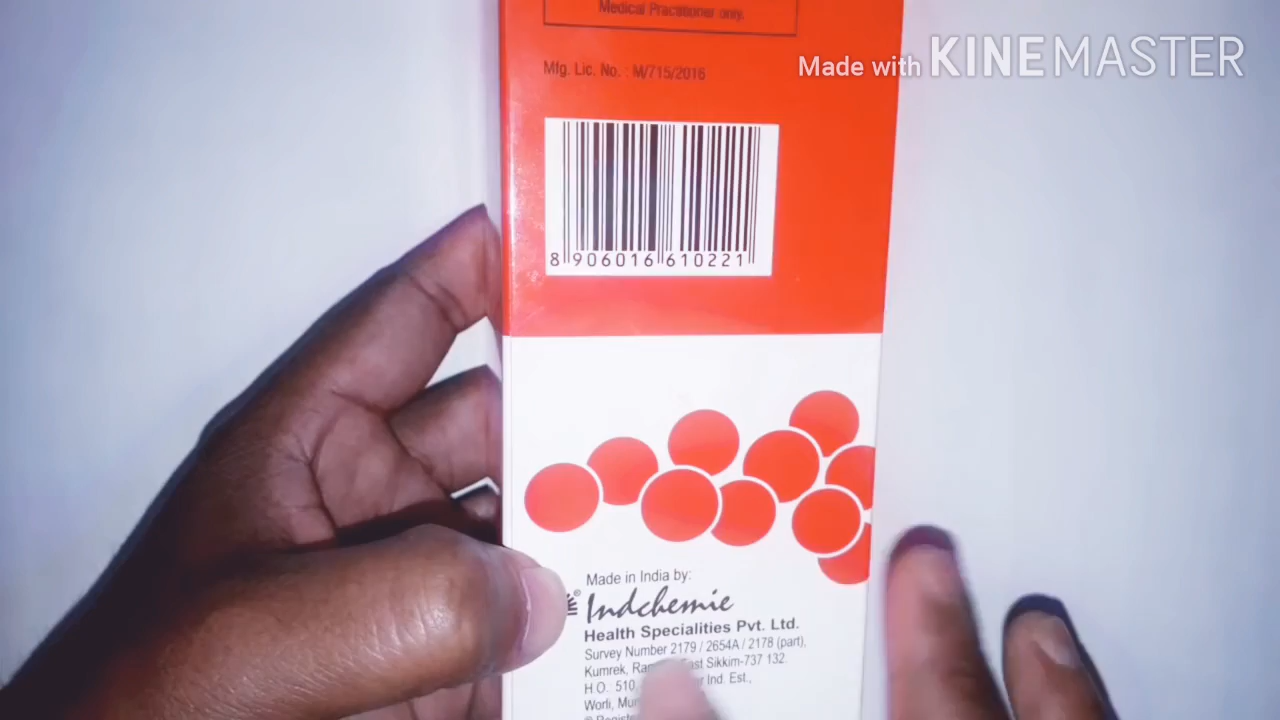 Medical Practitioner only.
Made with KINEMASTER
Mfg. Lic. No. : M/715/2016
8 906016 610221
Made in India by:
Indchemie
Health Specialities Pvt. Ltd.
Survey Number 2179 / 2654A / 2178 (part),
Kumrek, East Sikkim-737 132.
H.O. 510, Ind. Est.,
Worli,